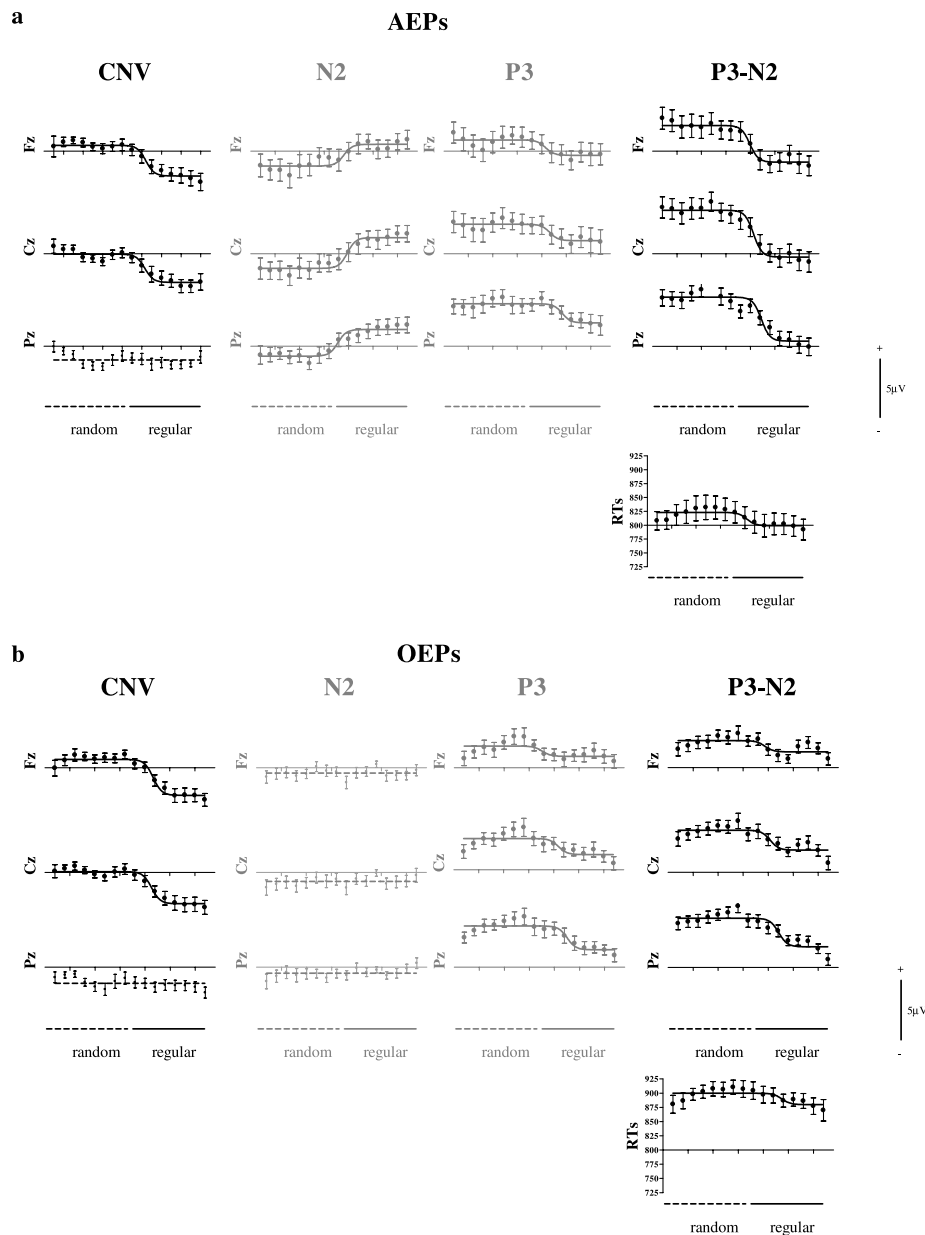 a
AEPs
CNV N2 P3 P3-N2
Fz Fz Fz Fz
Cz Cz Cz Cz
Pz Pz Pz Pz
+
5µV
-
random regular random regular random regular random regular
RTs
925
900
875
850
825
800
775
750
725
random regular
b
OEPs
CNV N2 P3 P3-N2
Fz Fz Fz Fz
Cz Cz Cz Cz
Pz Pz Pz Pz
+
5µV
-
random regular random regular random regular random regular
RTs
925
900
875
850
825
800
775
750
725
random regular